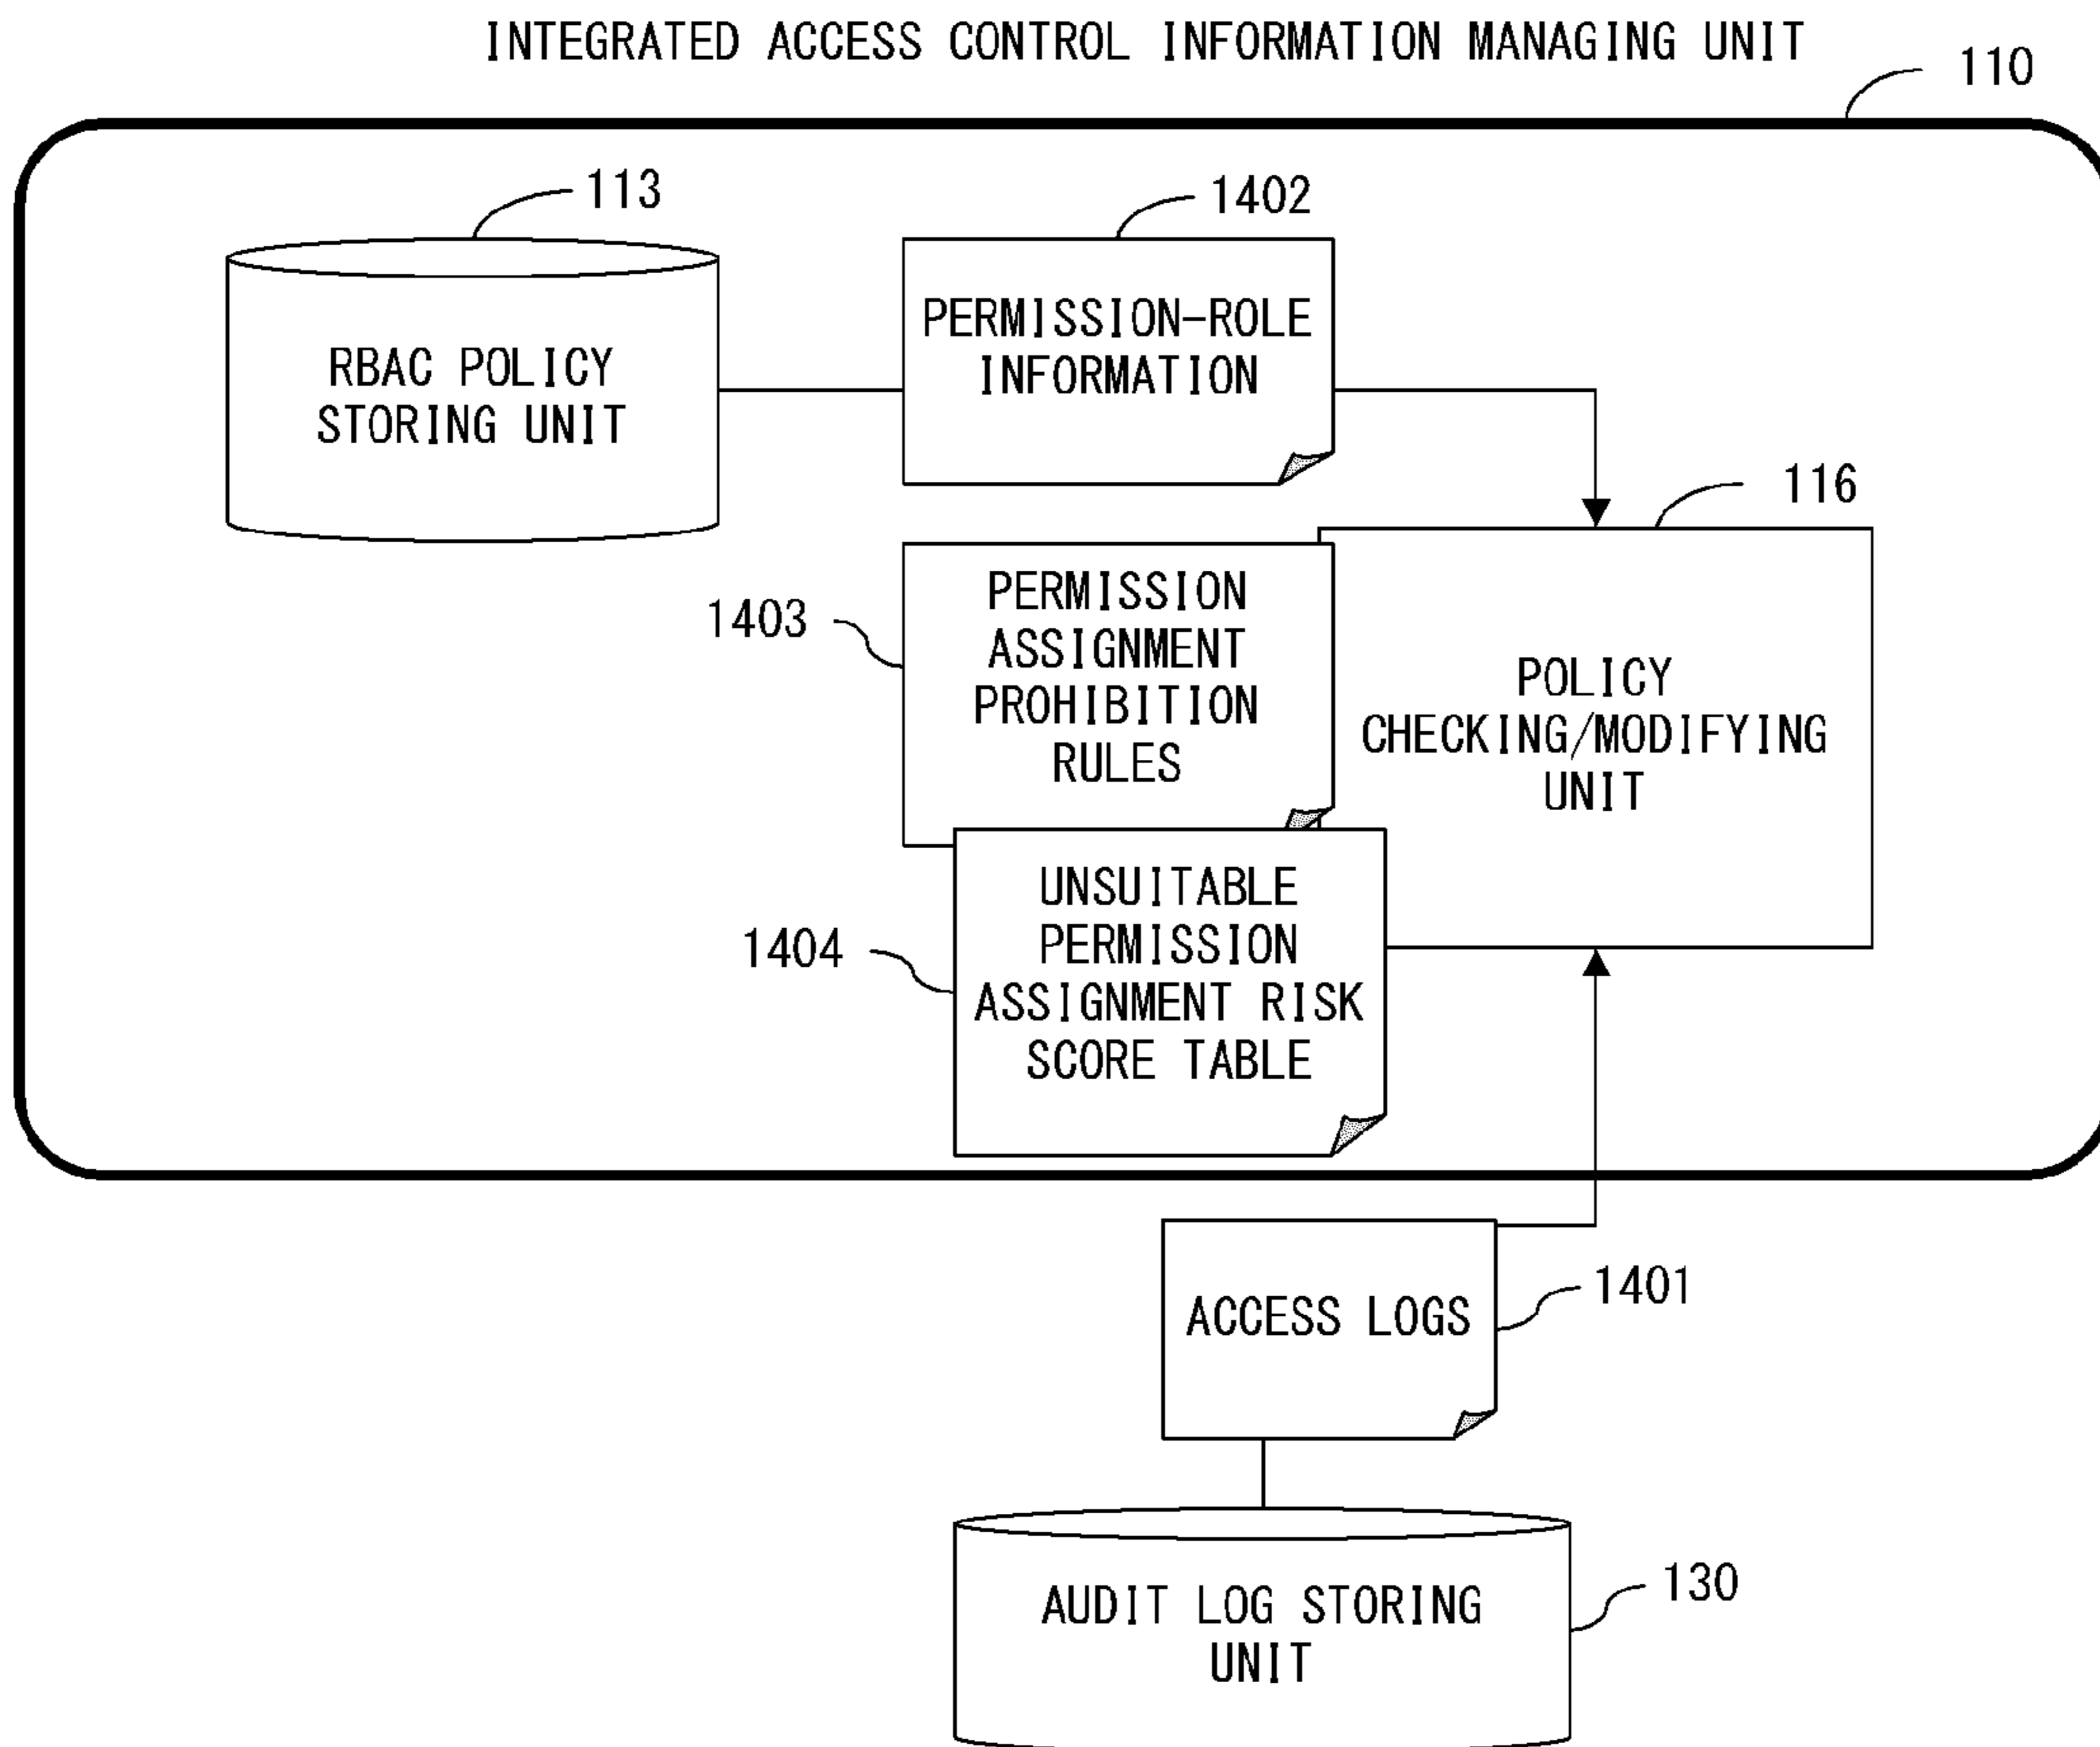 INTEGRATED ACCESS CONTROL INFORMATION MANAGING UNIT
110
113
1402
RBAC POLICY
STORING UNIT
PERMISSION-ROLE
INFORMATION
116
1403
PERMISSION
ASSIGNMENT
PROHIBITION
RULES
POLICY
CHECKING/MODIFYING
UNIT
1404
UNSUITABLE
PERMISSION
ASSIGNMENT RISK
SCORE TABLE
ACCESS LOGS
1401
AUDIT LOG STORING
UNIT
130